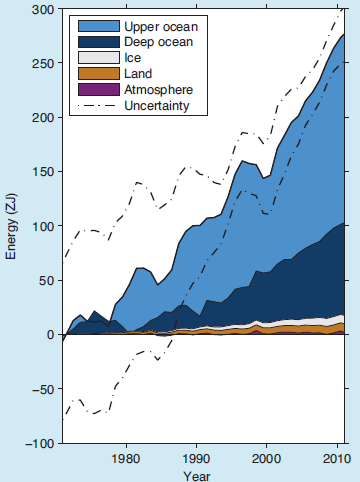 300
250
200
150
100
50
0
−50
−100
Energy (ZJ)
Upper ocean
Deep ocean
Ice
Land
Atmosphere
Uncertainty
1980 1990 2000 2010
Year